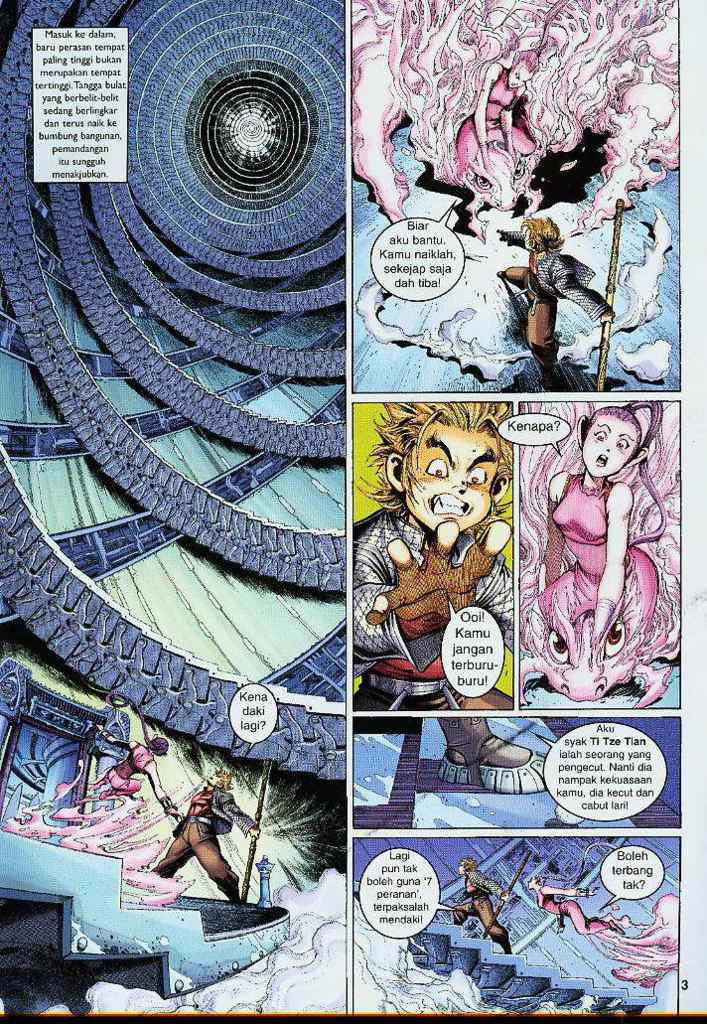 Masuk ke dalam,
baru perasan tempat
paling tinggi bukan
merupakan tempat
tertinggi. Tangga bulat
yang berbelit-belit
sedang berlingkar
dan terus naik ke
bumbung bangunan,
pemandangan
itu sungguh
menakjubkan.
Kena
daki
lagi?
Biar
aku bantu.
Kamu naiklah,
sekejap saja
dah tiba!
Ooi!
Kamu
jangan
terburu-
buru!
Kenapa?
Aku
syak Ti Tze Tian
ialah seorang yang
pengecut. Nanti dia
nampak kekuasaan
kamu, dia kecut dan
cabut lari!
Lagi
pun tak
boleh guna '7
peranan',
terpaksalah
mendaki!
Boleh
terbang
tak?
3